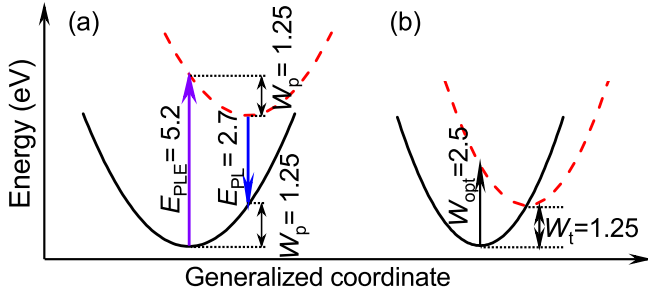 (a)
(b)
Energy (eV)
E_PLE = 5.2
E_PL = 2.7
W_p = 1.25
W_p = 1.25
W_opt=2.5
W_t=1.25
Generalized coordinate